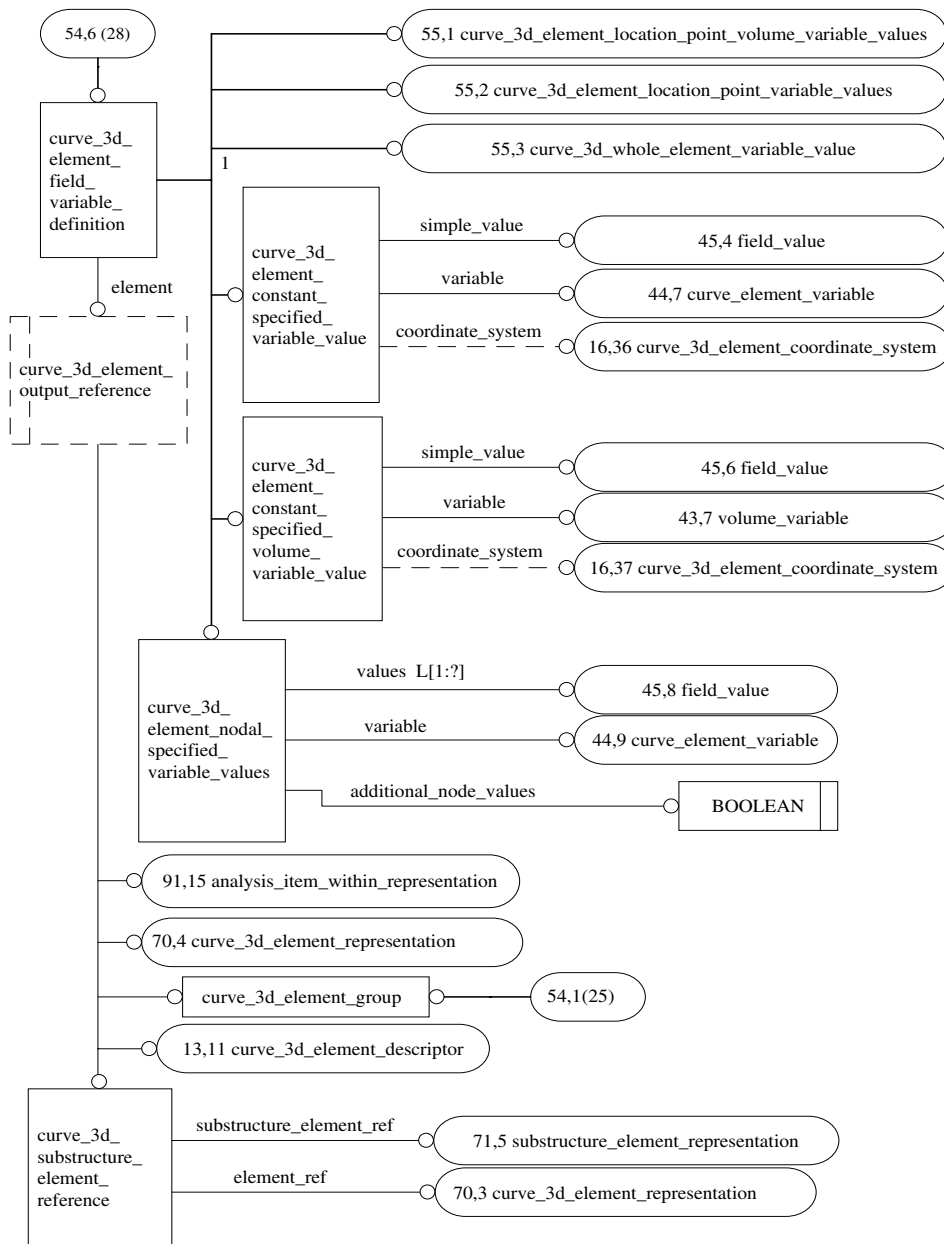 54,6 (28)
55,1 curve_3d_element_location_point_volume_variable_values
55,2 curve_3d_element_location_point_variable_values
55,3 curve_3d_whole_element_variable_value
curve_3d_
element_
field_
variable_
definition
1
element
curve_3d_element_
output_reference
curve_3d_
element_
constant_
specified_
variable_value
simple_value
45,4 field_value
variable
44,7 curve_element_variable
coordinate_system
16,36 curve_3d_element_coordinate_system
curve_3d_
element_
constant_
specified_
volume_
variable_value
simple_value
45,6 field_value
variable
43,7 volume_variable
coordinate_system
16,37 curve_3d_element_coordinate_system
curve_3d_
element_nodal_
specified_
variable_values
values L[1:?]
45,8 field_value
variable
44,9 curve_element_variable
additional_node_values
BOOLEAN
91,15 analysis_item_within_representation
70,4 curve_3d_element_representation
curve_3d_element_group
54,1(25)
13,11 curve_3d_element_descriptor
curve_3d_
substructure_
element_
reference
substructure_element_ref
71,5 substructure_element_representation
element_ref
70,3 curve_3d_element_representation